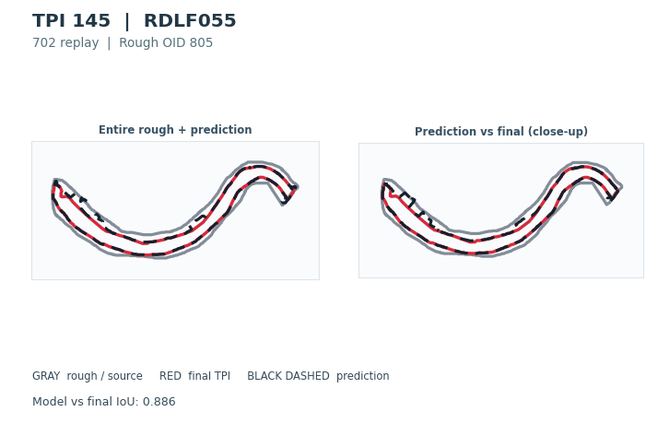 TPI 145 | RDLF055
702 replay | Rough OID 805
Entire rough + prediction
Prediction vs final (close-up)
GRAY rough / source RED final TPI BLACK DASHED prediction
Model vs final IoU: 0.886